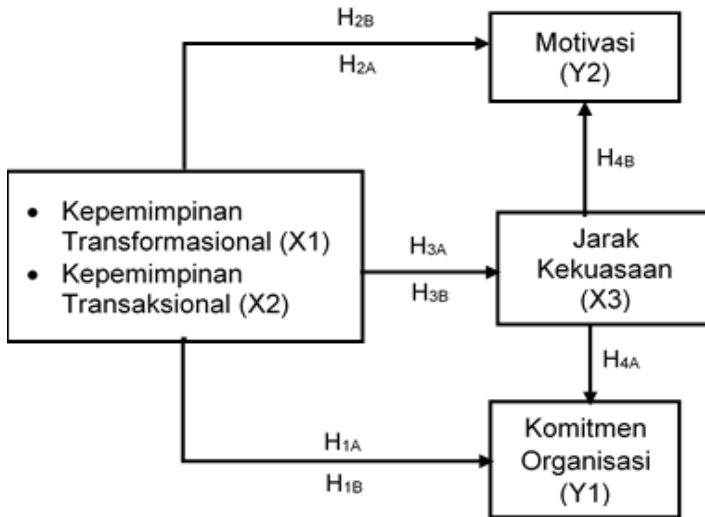 H2B
H2A
Motivasi
(Y2)
H4B
• Kepemimpinan
Transformasional (X1)
• Kepemimpinan
Transaksional (X2)
H3A
H3B
Jarak
Kekuasaan
(X3)
H4A
H1A
H1B
Komitmen
Organisasi
(Y1)